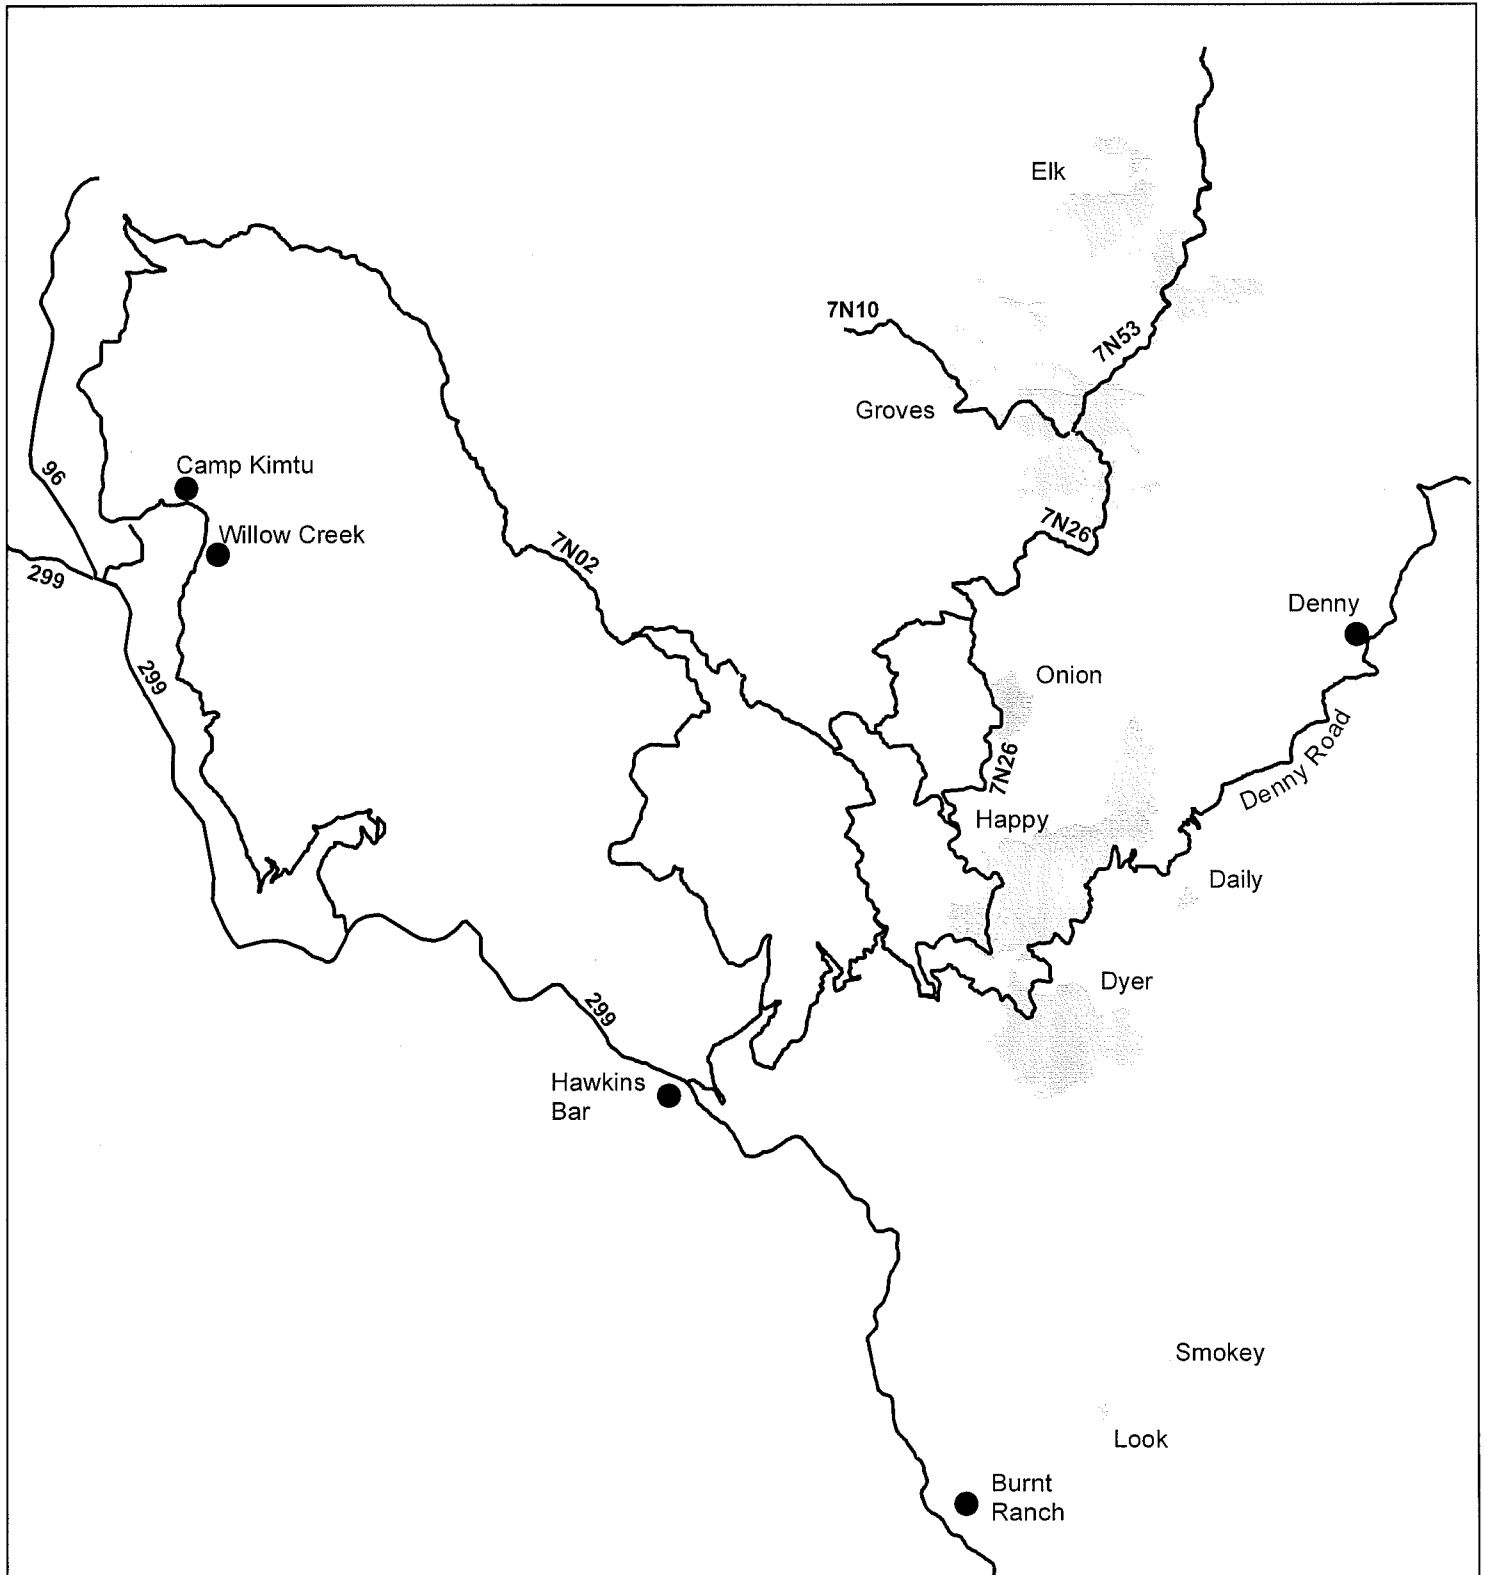 Elk
7N10
7N53
Groves
Camp Kimtu
96
Willow Creek
7N26
7N02
299
Denny
299
Onion
7N26
Denny Road
Happy
Daily
Dyer
299
Hawkins
Bar
Smokey
Look
Burnt
Ranch